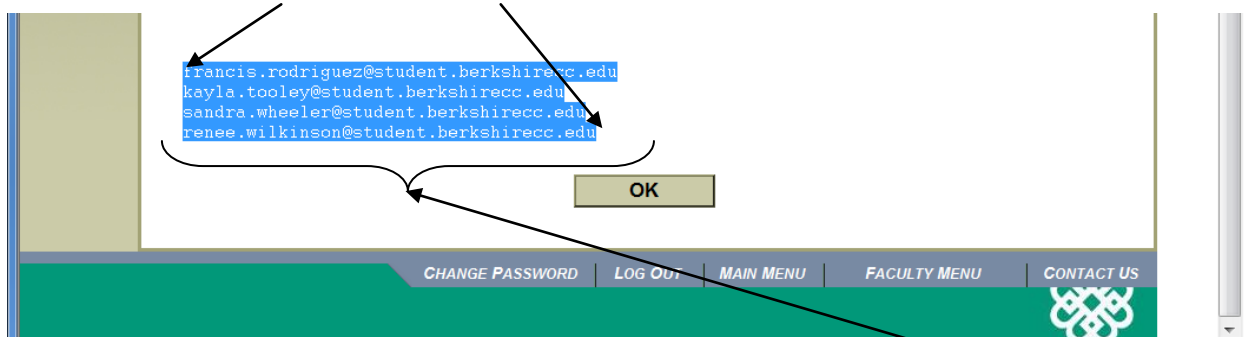 francis.rodriguez@student.berkshirecc.edu
kayla.tooley@student.berkshirecc.edu
sandra.wheeler@student.berkshirecc.edu
renee.wilkinson@student.berkshirecc.edu
OK
CHANGE PASSWORD LOG OUT MAIN MENU FACULTY MENU CONTACT US